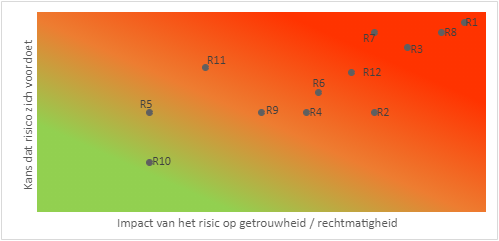 Kans dat risico zich voordoet
R1
R8
R7
R3
R11
R12
R6
R5
R9
R4
R2
R10
Impact van het risic op getrouwheid / rechtmatigheid